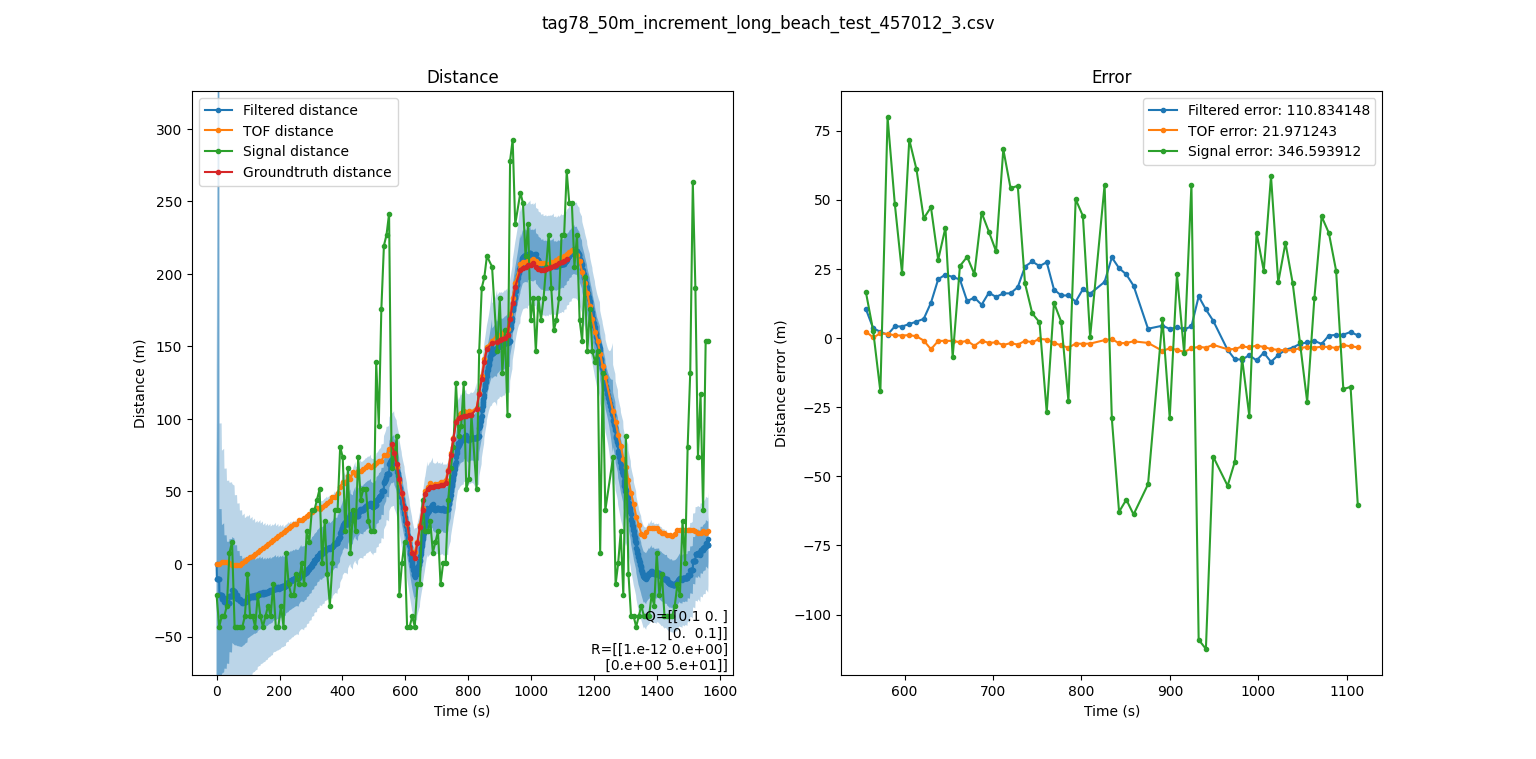 tag78_50m_increment_long_beach_test_457012_3.csv
Distance
Filtered distance
TOF distance
Signal distance
Groundtruth distance
Distance (m)
300
250
200
150
100
50
0
−50
Q=[[0.1 0. ]
[0. 0.1]]
R=[[1.e-12 0.e+00]
[0.e+00 5.e+01]]
0 200 400 600 800 1000 1200 1400 1600
Time (s)
Error
Filtered error: 110.834148
TOF error: 21.971243
Signal error: 346.593912
Distance error (m)
75
50
25
0
−25
−50
−75
−100
600 700 800 900 1000 1100
Time (s)